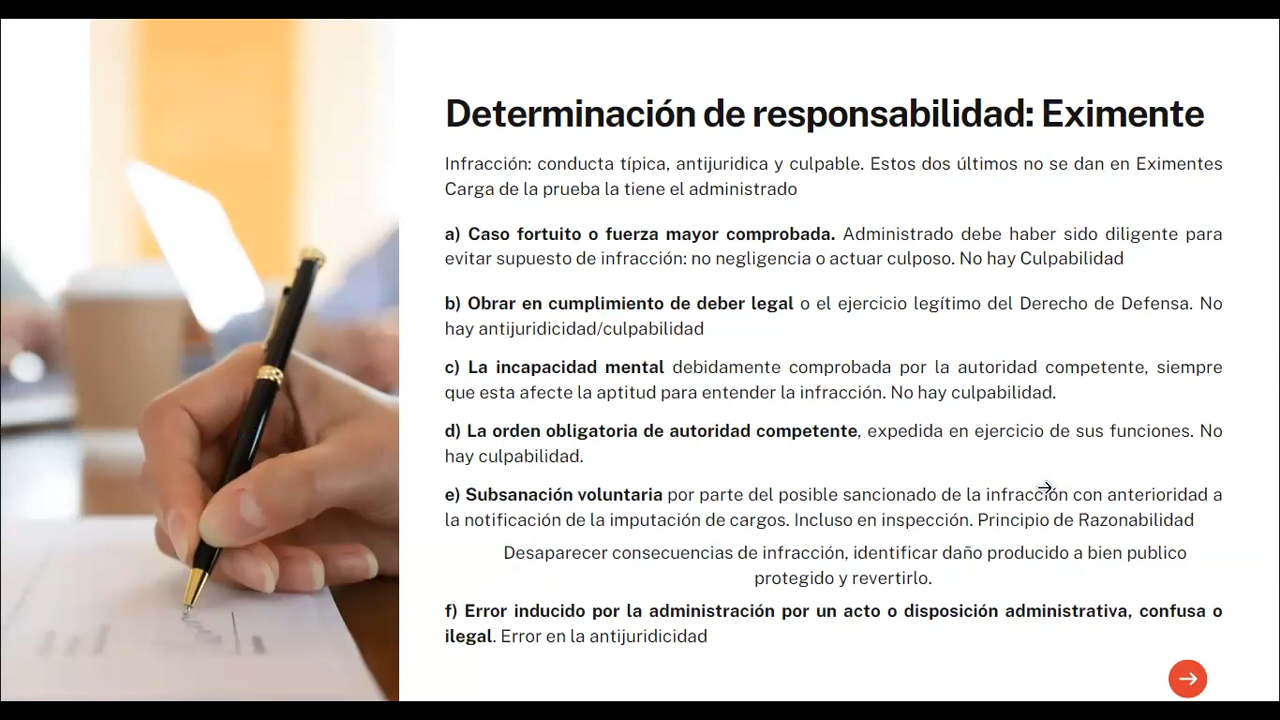 Determinación de responsabilidad: Eximente
Infracción: conducta típica, antijuridica y culpable. Estos dos últimos no se dan en Eximentes
Carga de la prueba la tiene el administrado
a) Caso fortuito o fuerza mayor comprobada. Administrado debe haber sido diligente para
evitar supuesto de infracción: no negligencia o actuar culposo. No hay Culpabilidad
b) Obrar en cumplimiento de deber legal o el ejercicio legítimo del Derecho de Defensa. No
hay antijuridicidad/culpabilidad
c) La incapacidad mental debidamente comprobada por la autoridad competente, siempre
que esta afecte la aptitud para entender la infracción. No hay culpabilidad.
d) La orden obligatoria de autoridad competente, expedida en ejercicio de sus funciones. No
hay culpabilidad.
e) Subsanación voluntaria por parte del posible sancionado de la infracción con anterioridad a
la notificación de la imputación de cargos. Incluso en inspección. Principio de Razonabilidad
Desaparecer consecuencias de infracción, identificar daño producido a bien publico
protegido y revertirlo.
f) Error inducido por la administración por un acto o disposición administrativa, confusa o
ilegal. Error en la antijuridicidad